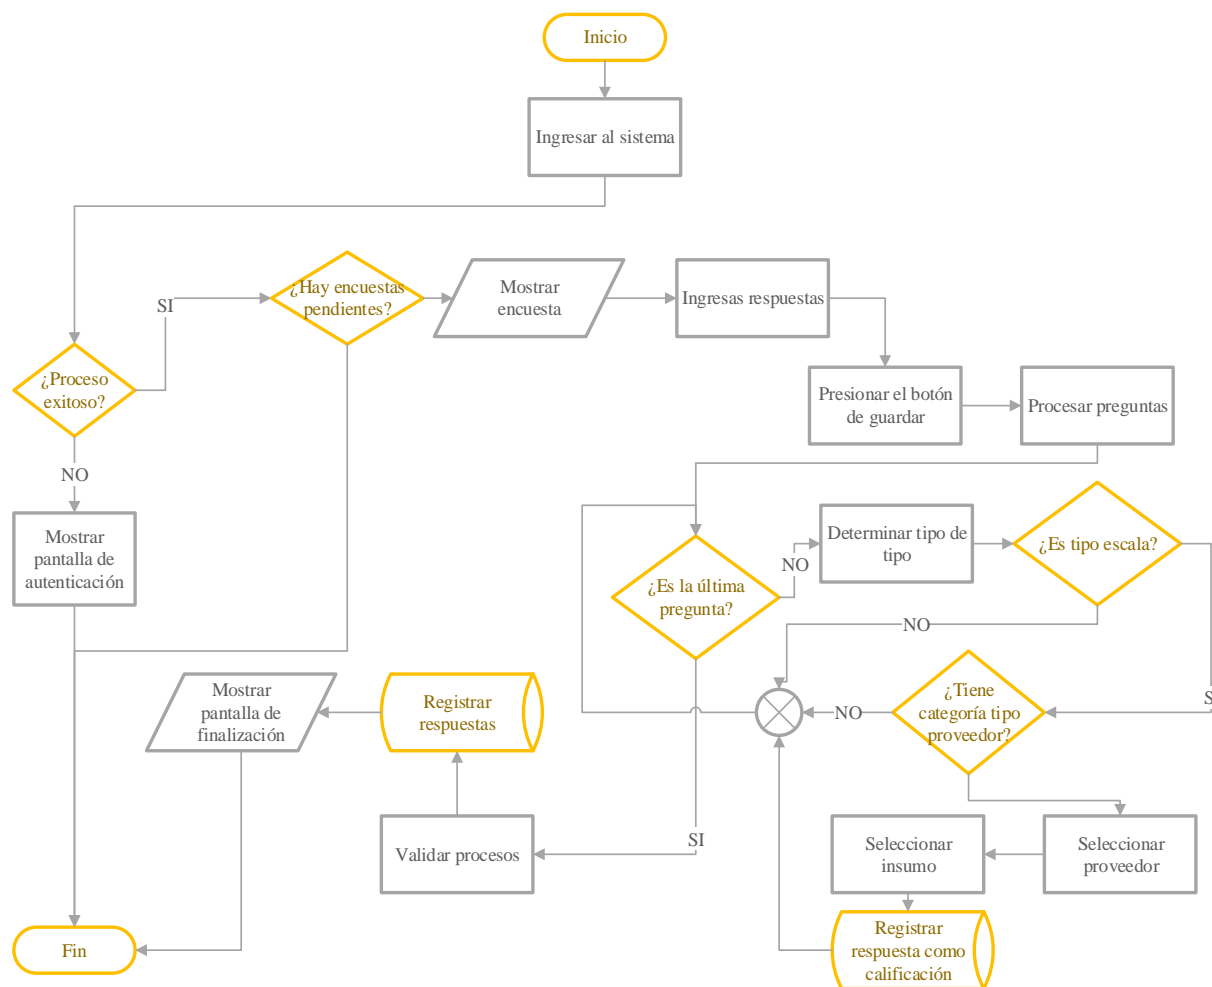 Inicio
Ingresar al sistema
¿Hay encuestas
pendientes?
Mostrar
encuesta
Ingresas respuestas
SI
¿Proceso
exitoso?
Presionar el botón
de guardar
Procesar preguntas
NO
Mostrar
pantalla de
autenticación
Determinar tipo de
tipo
¿Es tipo escala?
NO
¿Es la última
pregunta?
NO
Mostrar
pantalla de
finalización
Registrar
respuestas
¿Tiene
categoría tipo
proveedor?
NO
S
Validar procesos
SI
Seleccionar
insumo
Seleccionar
proveedor
Fin
Registrar
respuesta como
calificación